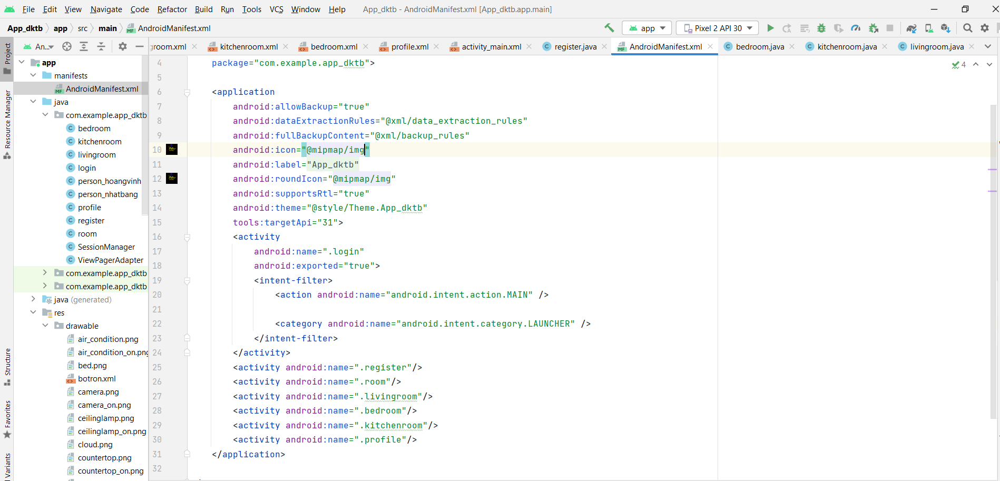 File Edit View Navigate Code Refactor Build Run Tools VCS Window Help App_dktb - AndroidManifest.xml [App_dktb.app.main]
App_dktb app src main AndroidManifest.xml app Pixel 2 API 30
An... groom.xml kitchenroom.xml bedroom.xml profile.xml activity_main.xml register.java AndroidManifest.xml bedroom.java kitchenroom.java livingroom.java
Project
Resource Manager
Structure
Favorites
Variants
app
manifests
AndroidManifest.xml
java
com.example.app_dktb
bedroom
kitchenroom
livingroom
login
person_hoangvinh
person_nhatbang
profile
register
room
SessionManager
ViewPagerAdapter
com.example.app_dktb
com.example.app_dktb
java (generated)
res
drawable
air_condition.png
air_condition_on.png
bed.png
botron.xml
camera.png
camera_on.png
ceilinglamp.png
ceilinglamp_on.png
cloud.png
countertop.png
countertop_on.png
4
4 package="com.example.app_dktb">
5
6 <application
7 android:allowBackup="true"
8 android:dataExtractionRules="@xml/data_extraction_rules"
9 android:fullBackupContent="@xml/backup_rules"
10 android:icon="@mipmap/img"
11 android:label="App_dktb"
12 android:roundIcon="@mipmap/img"
13 android:supportsRtl="true"
14 android:theme="@style/Theme.App_dktb"
15 tools:targetApi="31">
16 <activity
17 android:name=".login"
18 android:exported="true">
19 <intent-filter>
20 <action android:name="android.intent.action.MAIN" />
21
22 <category android:name="android.intent.category.LAUNCHER" />
23 </intent-filter>
24 </activity>
25 <activity android:name=".register"/>
26 <activity android:name=".room"/>
27 <activity android:name=".livingroom"/>
28 <activity android:name=".bedroom"/>
29 <activity android:name=".kitchenroom"/>
30 <activity android:name=".profile"/>
31 </application>
32